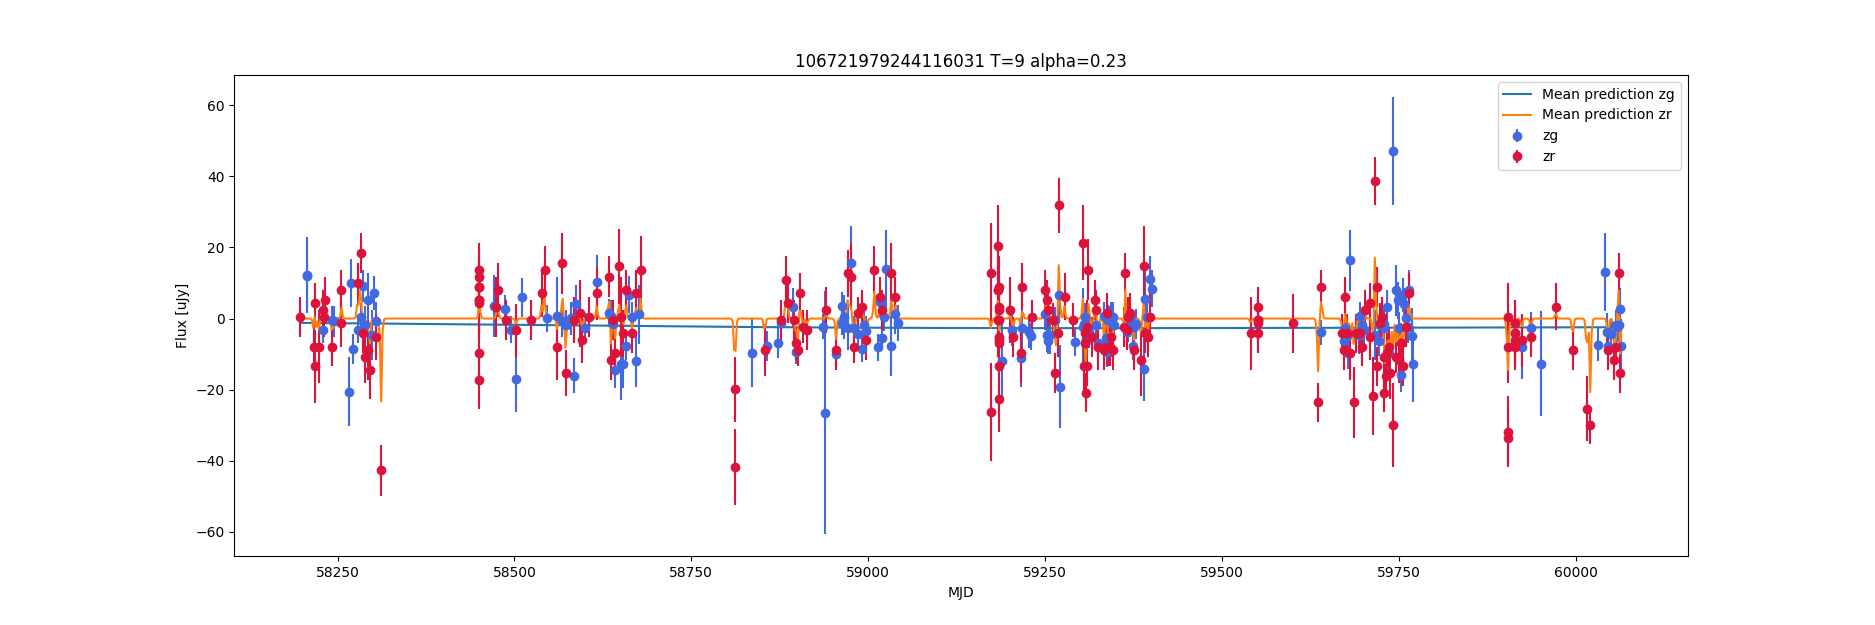 106721979244116031 T=9 alpha=0.23
Mean prediction zg
Mean prediction zr
zg
zr
Flux [uJy]
60
40
20
0
−20
−40
−60
58250 58500 58750 59000 59250 59500 59750 60000
MJD